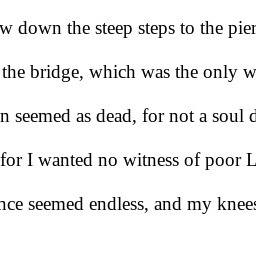 w down the steep steps to the pier
the bridge, which was the only w
n seemed as dead, for not a soul d
for I wanted no witness of poor L
nce seemed endless, and my knees